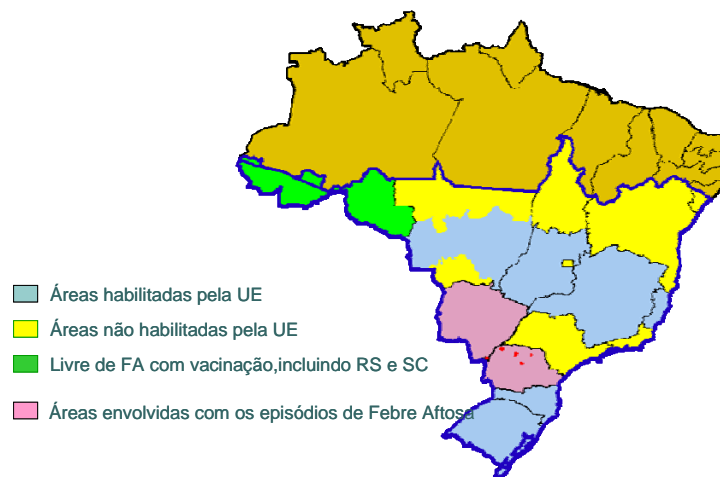 Áreas habilitadas pela UE
Áreas não habilitadas pela UE
Livre de FA com vacinação,incluindo RS e SC
Áreas envolvidas com os episódios de Febre Aftosa